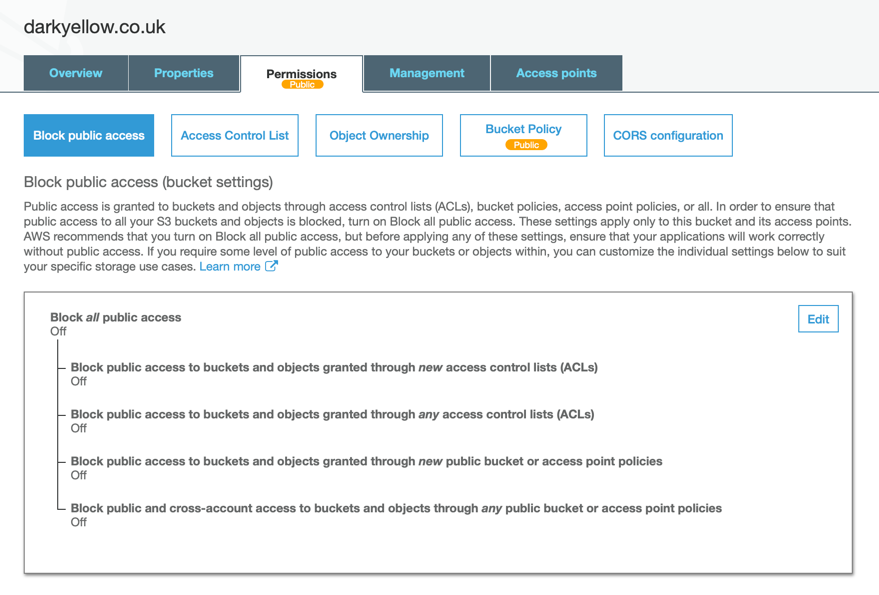 darkyellow.co.uk
Overview
Properties
Permissions
Public
Management
Access points
Block public access
Access Control List
Object Ownership
Bucket Policy
Public
CORS configuration
Block public access (bucket settings)
Public access is granted to buckets and objects through access control lists (ACLs), bucket policies, access point policies, or all. In order to ensure that
public access to all your S3 buckets and objects is blocked, turn on Block all public access. These settings apply only to this bucket and its access points.
AWS recommends that you turn on Block all public access, but before applying any of these settings, ensure that your applications will work correctly
without public access. If you require some level of public access to your buckets or objects within, you can customize the individual settings below to suit
your specific storage use cases. Learn more
Block all public access
Off
Edit
Block public access to buckets and objects granted through new access control lists (ACLs)
Off
Block public access to buckets and objects granted through any access control lists (ACLs)
Off
Block public access to buckets and objects granted through new public bucket or access point policies
Off
Block public and cross-account access to buckets and objects through any public bucket or access point policies
Off